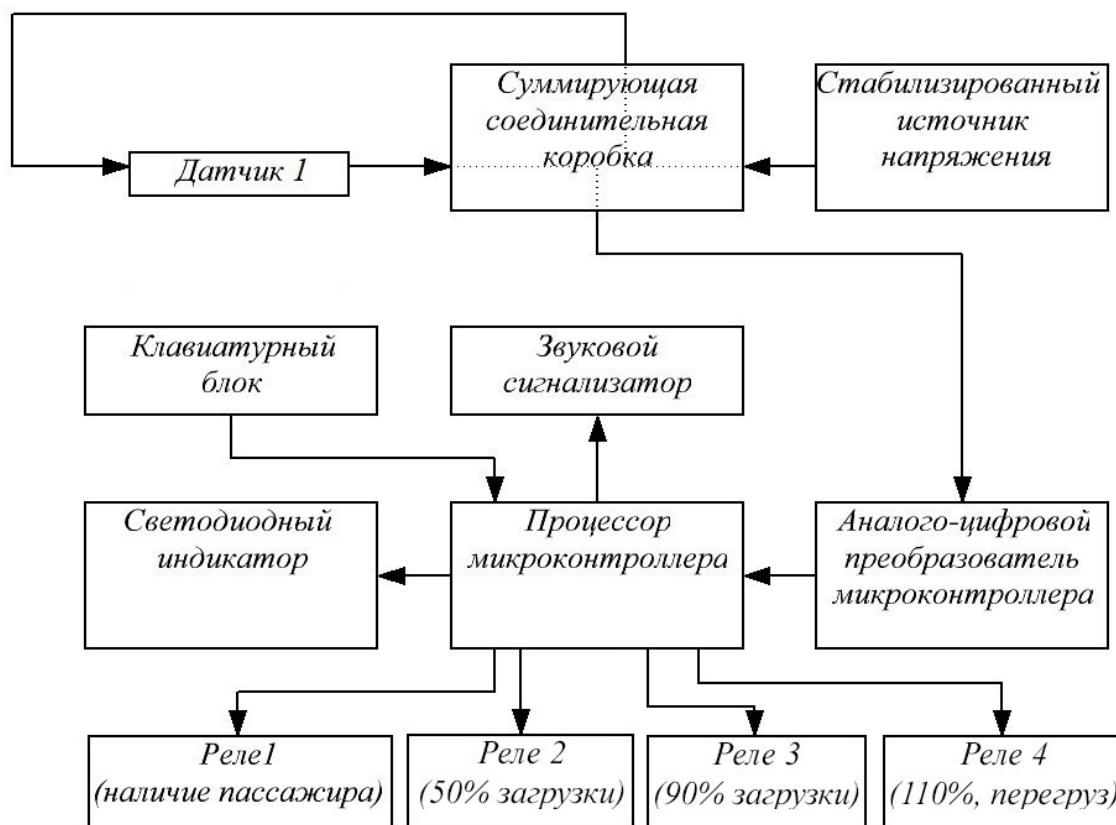 Суммирующая
соединительная
коробка
Стабилизированный
источник
напряжения
Датчик 1
Клавиатурный
блок
Звуковой
сигнализатор
Светодиодный
индикатор
Процессор
микроконтроллера
Аналого-цифровой
преобразователь
микроконтроллера
Реле1
(наличие пассажира)
Реле 2
(50% загрузки)
Реле 3
(90% загрузки)
Реле 4
(110%, перегруз)